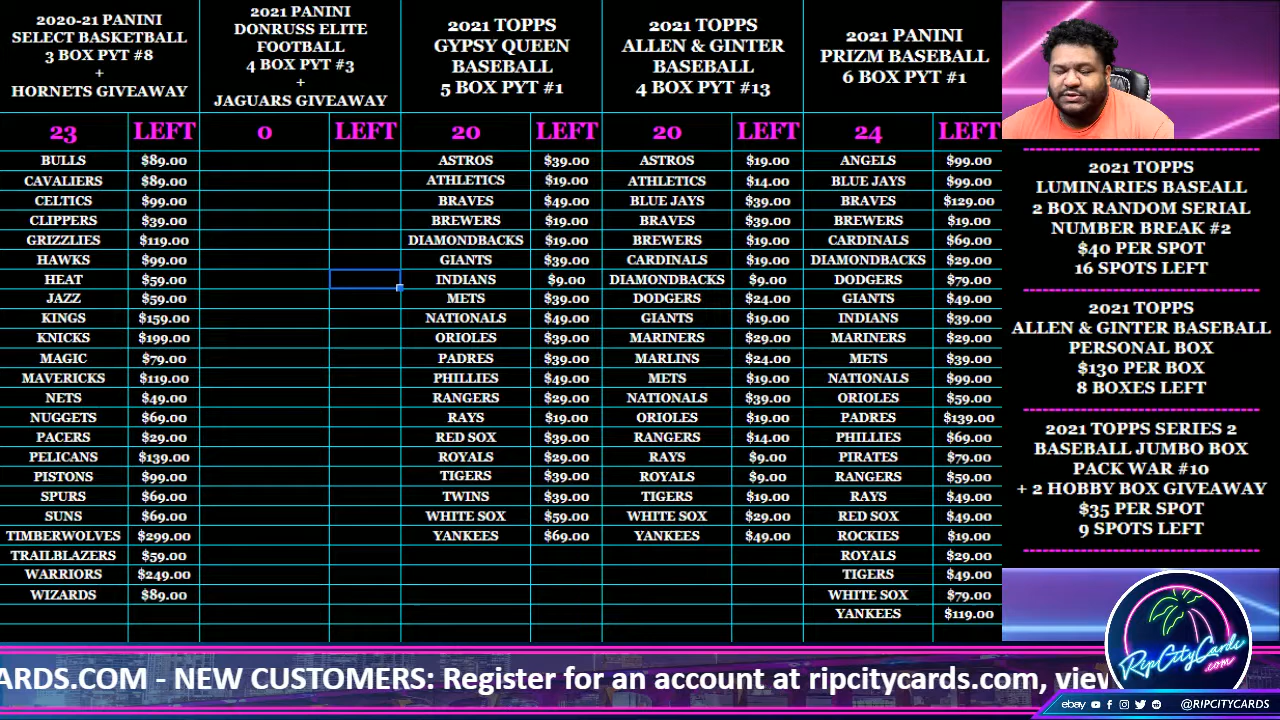 2020-21 PANINI
SELECT BASKETBALL
3 BOX PYT #8
+
HORNETS GIVEAWAY
2021 PANINI
DONRUSS ELITE
FOOTBALL
4 BOX PYT #3
+
JAGUARS GIVEAWAY
2021 TOPPS
GYPSY QUEEN
BASEBALL
5 BOX PYT #1
2021 TOPPS
ALLEN & GINTER
BASEBALL
4 BOX PYT #13
2021 PANINI
PRIZM BASEBALL
6 BOX PYT #1
23 LEFT 0 LEFT 20 LEFT 20 LEFT 24 LEFT
BULLS $89.00 ASTROS $39.00 ASTROS $19.00 ANGELS $99.00
CAVALIERS $89.00 ATHLETICS $19.00 ATHLETICS $14.00 BLUE JAYS $99.00
CELTICS $99.00 BRAVES $49.00 BLUE JAYS $39.00 BRAVES $129.00
CLIPPERS $39.00 BREWERS $19.00 BRAVES $39.00 BREWERS $19.00
GRIZZLIES $119.00 DIAMONDBACKS $19.00 BREWERS $19.00 CARDINALS $69.00
HAWKS $99.00 GIANTS $39.00 CARDINALS $19.00 DIAMONDBACKS $29.00
HEAT $59.00 INDIANS $9.00 DIAMONDBACKS $9.00 DODGERS $79.00
JAZZ $59.00 METS $39.00 DODGERS $24.00 GIANTS $49.00
KINGS $159.00 NATIONALS $49.00 GIANTS $19.00 INDIANS $39.00
KNICKS $199.00 ORIOLES $39.00 MARINERS $29.00 MARINERS $29.00
MAGIC $79.00 PADRES $39.00 MARLINS $24.00 METS $39.00
MAVERICKS $119.00 PHILLIES $49.00 METS $19.00 NATIONALS $99.00
NETS $49.00 RANGERS $29.00 NATIONALS $39.00 ORIOLES $59.00
NUGGETS $69.00 RAYS $19.00 ORIOLES $19.00 PADRES $139.00
PACERS $29.00 RED SOX $39.00 RANGERS $14.00 PHILLIES $69.00
PELICANS $139.00 ROYALS $29.00 RAYS $9.00 PIRATES $79.00
PISTONS $99.00 TIGERS $39.00 ROYALS $9.00 RANGERS $59.00
SPURS $69.00 TWINS $39.00 TIGERS $19.00 RAYS $49.00
SUNS $69.00 WHITE SOX $59.00 WHITE SOX $29.00 RED SOX $49.00
TIMBERWOLVES $299.00 YANKEES $69.00 YANKEES $49.00 ROCKIES $19.00
TRAILBLAZERS $59.00 ROYALS $29.00
WARRIORS $249.00 TIGERS $49.00
WIZARDS $89.00 WHITE SOX $79.00
YANKEES $119.00
2021 TOPPS
LUMINARIES BASEALL
2 BOX RANDOM SERIAL
NUMBER BREAK #2
$40 PER SPOT
16 SPOTS LEFT
2021 TOPPS
ALLEN & GINTER BASEBALL
PERSONAL BOX
$130 PER BOX
8 BOXES LEFT
2021 TOPPS SERIES 2
BASEBALL JUMBO BOX
PACK WAR #10
+ 2 HOBBY BOX GIVEAWAY
$35 PER SPOT
9 SPOTS LEFT
RipCityCards
.com
CARDS.COM - NEW CUSTOMERS: Register for an account at ripcitycards.com, view
ebay @RIPCITYCARDS